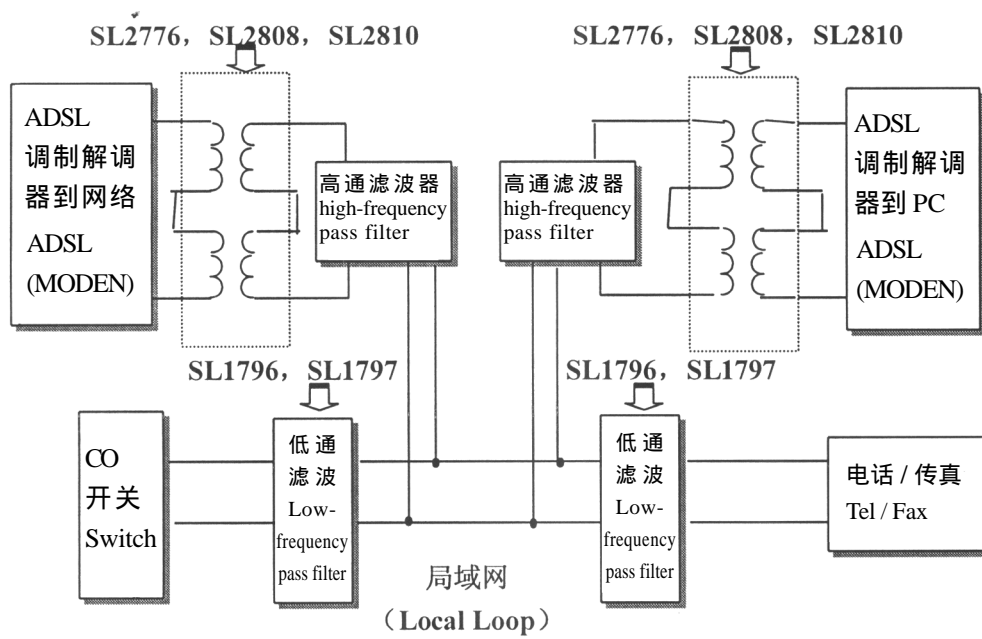 SL2776，SL2808，SL2810
SL2776，SL2808，SL2810
ADSL
调制解调
器到网络
ADSL
(MODEN)
高通滤波器
high-frequency
pass filter
高通滤波器
high-frequency
pass filter
ADSL
调制解调
器到 PC
ADSL
(MODEN)
SL1796，SL1797
SL1796，SL1797
CO
开关
Switch
低通
滤波
Low-
frequency
pass filter
低通
滤波
Low-
frequency
pass filter
电话 / 传真
Tel / Fax
局域网
（Local Loop）